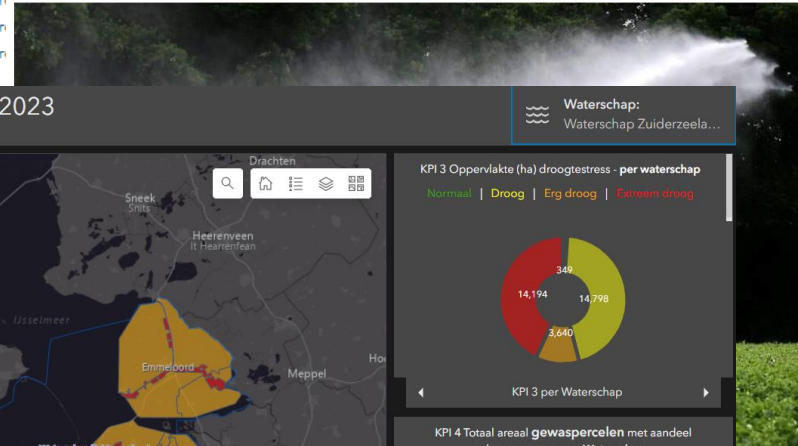 2023
Waterschap:
Waterschap Zuiderzeela...
Drachten
Sneek
Snits
Heerenveen
It Hearrenfean
IJsselmeer
Emmeloord
Meppel
KPI 3 Oppervlakte (ha) droogtestress - per waterschap
Normaal | Droog | Erg droog | Extreem droog
349
14,194
14,798
3,640
KPI 3 per Waterschap
KPI 4 Totaal areaal gewaspercelen met aandeel